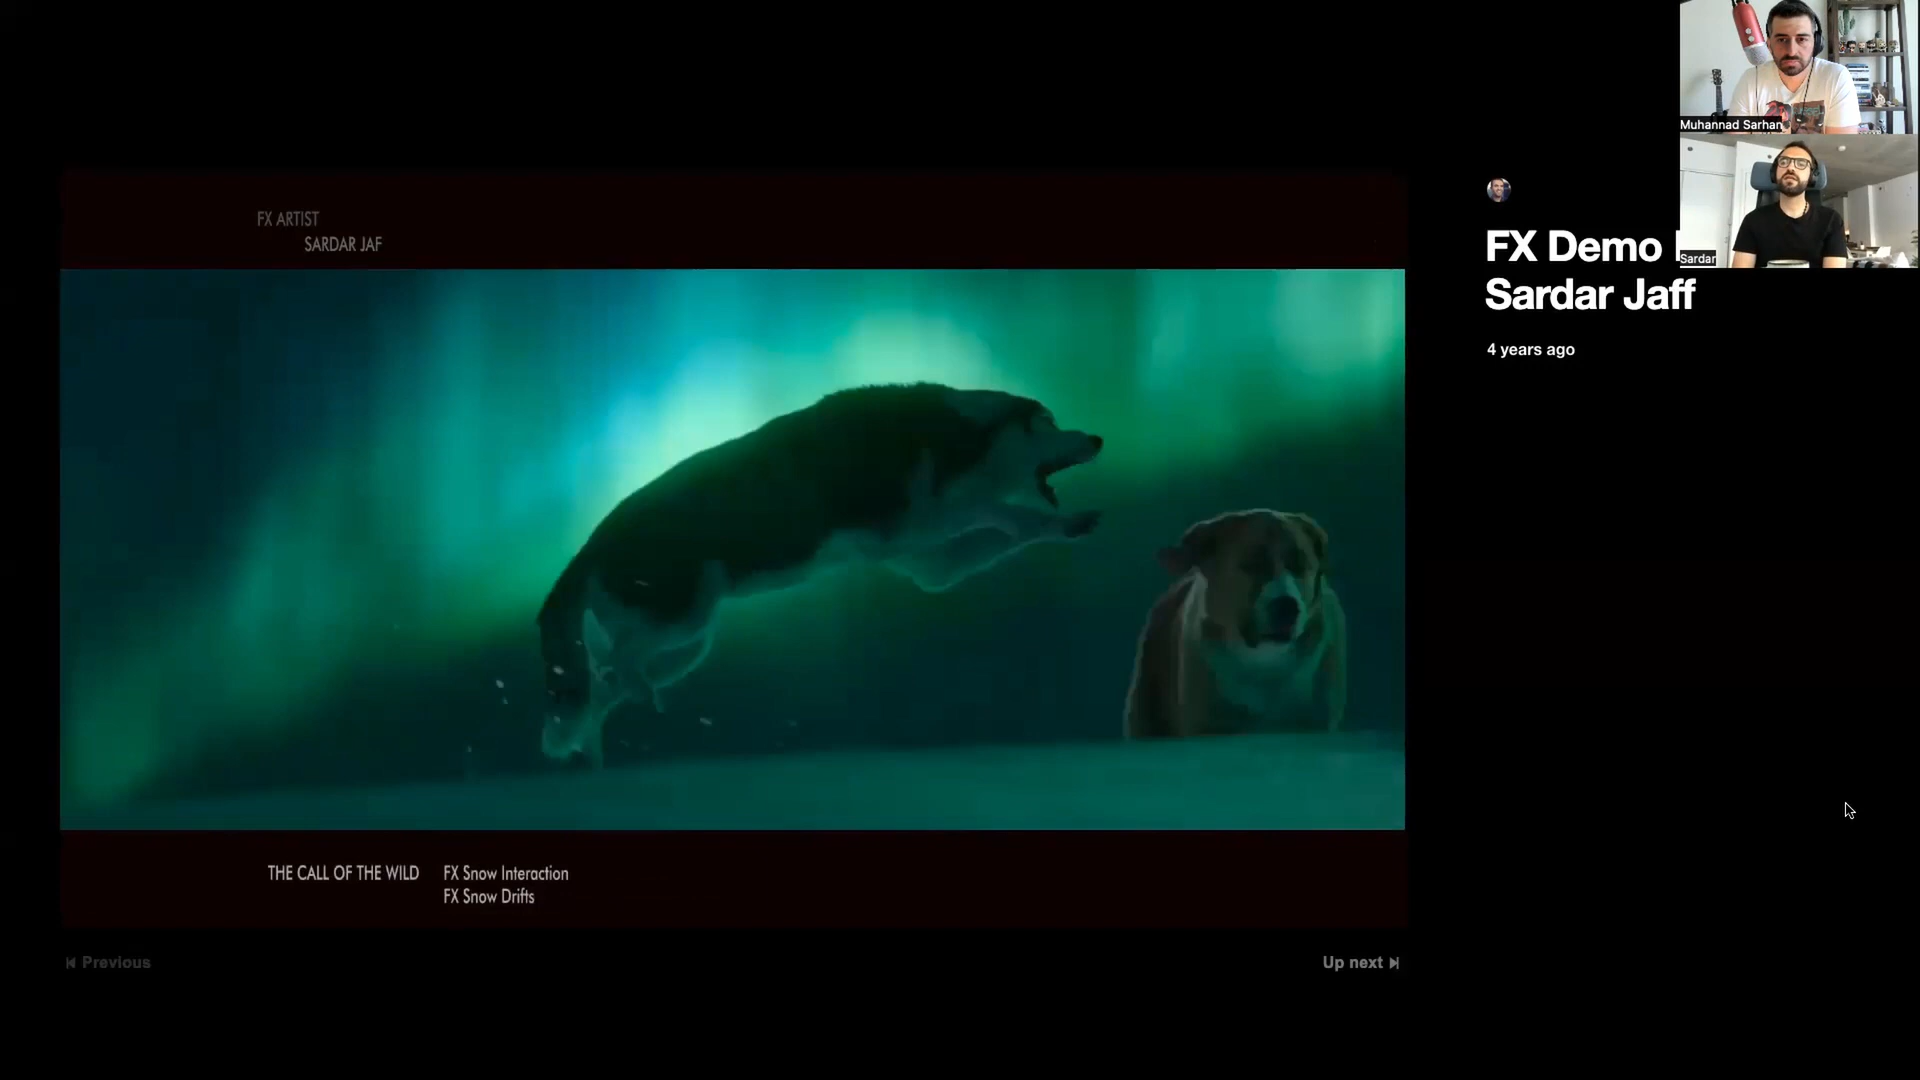 Muhannad Sarhan
Sardar
FX ARTIST
SARDAR JAF
FX Demo
Sardar Jaff
4 years ago
THE CALL OF THE WILD FX Snow Interaction
FX Snow Drifts
Previous
Up next